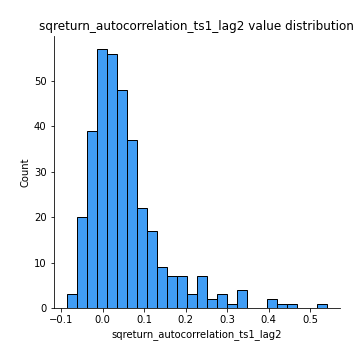 sqreturn_autocorrelation_ts1_lag2 value distribution
50
40
30
20
10
0
Count
−0.1 0.0 0.1 0.2 0.3 0.4 0.5
sqreturn_autocorrelation_ts1_lag2